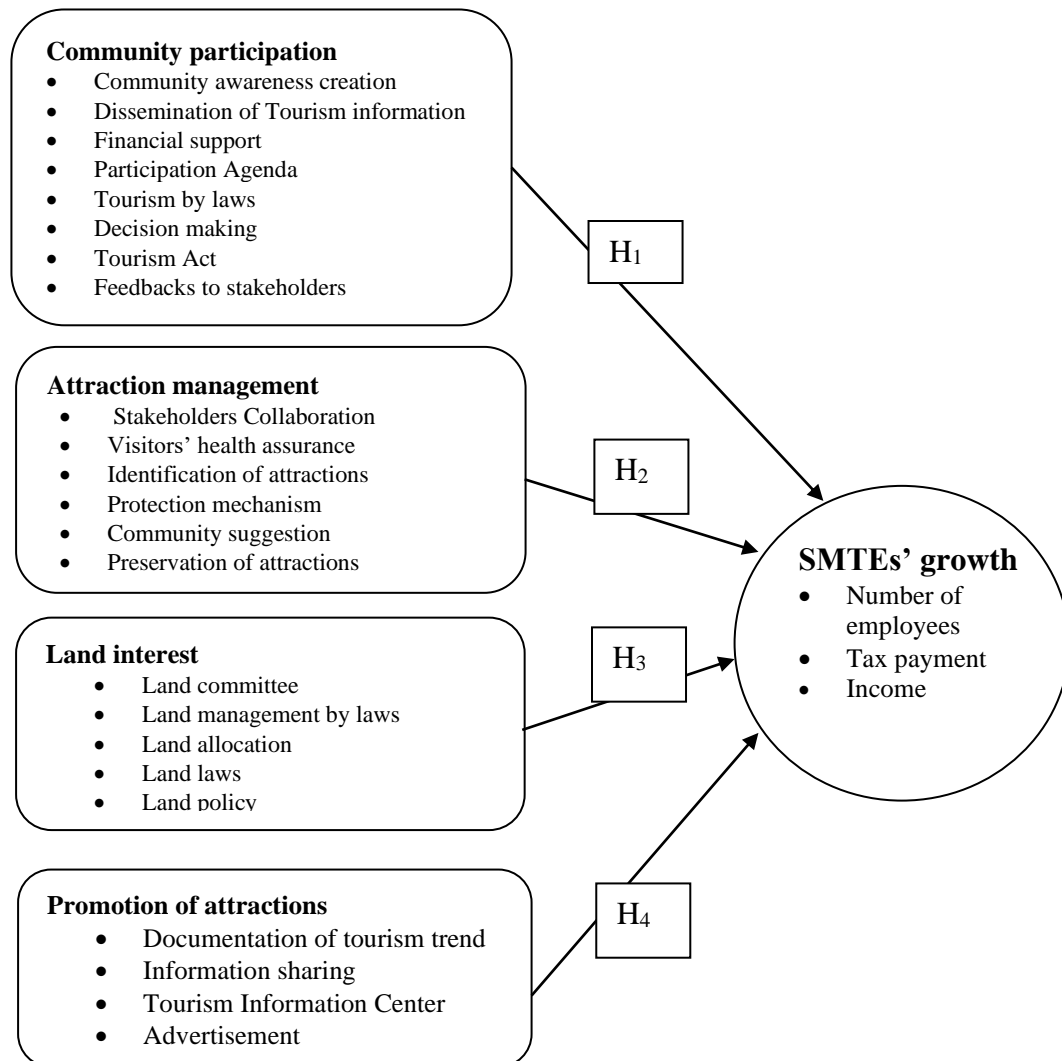 Community participation
• Community awareness creation
• Dissemination of Tourism information
• Financial support
• Participation Agenda
• Tourism by laws
• Decision making
• Tourism Act
• Feedbacks to stakeholders
H₁
Attraction management
• Stakeholders Collaboration
• Visitors’ health assurance
• Identification of attractions
• Protection mechanism
• Community suggestion
• Preservation of attractions
H₂
Land interest
• Land committee
• Land management by laws
• Land allocation
• Land laws
• Land policy
H₃
Promotion of attractions
• Documentation of tourism trend
• Information sharing
• Tourism Information Center
• Advertisement
H₄
SMTEs’ growth
• Number of
employees
• Tax payment
• Income